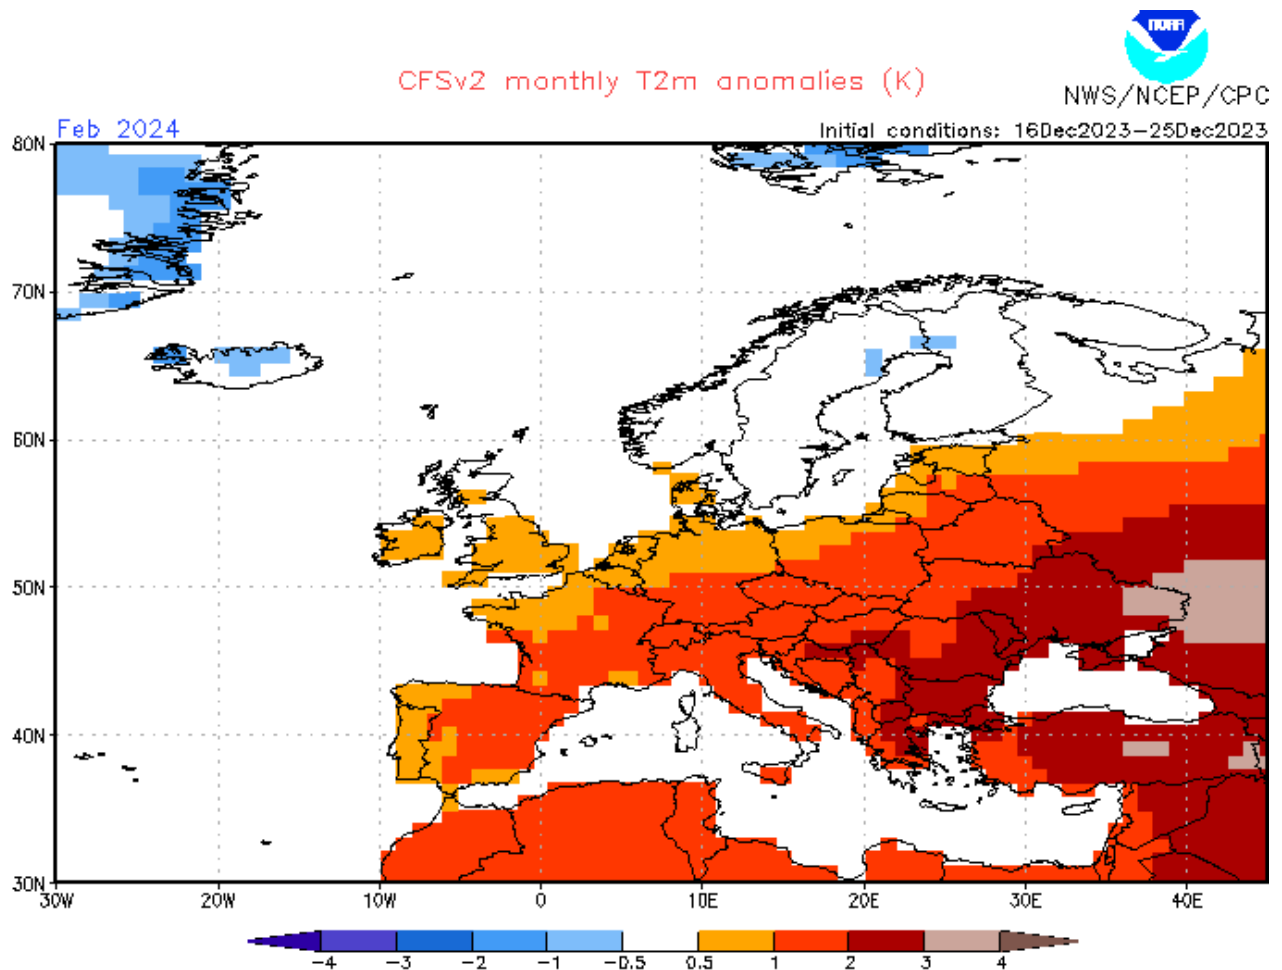 NOAA
CFSv2 monthly T2m anomalies (K)
NWS/NCEP/CPC
Feb 2024
Initial conditions: 16Dec2023–25Dec2023
80N
70N
60N
50N
40N
30N
30W 20W 10W 0 10E 20E 30E 40E
−4 −3 −2 −1 −0.5 0.5 1 2 3 4